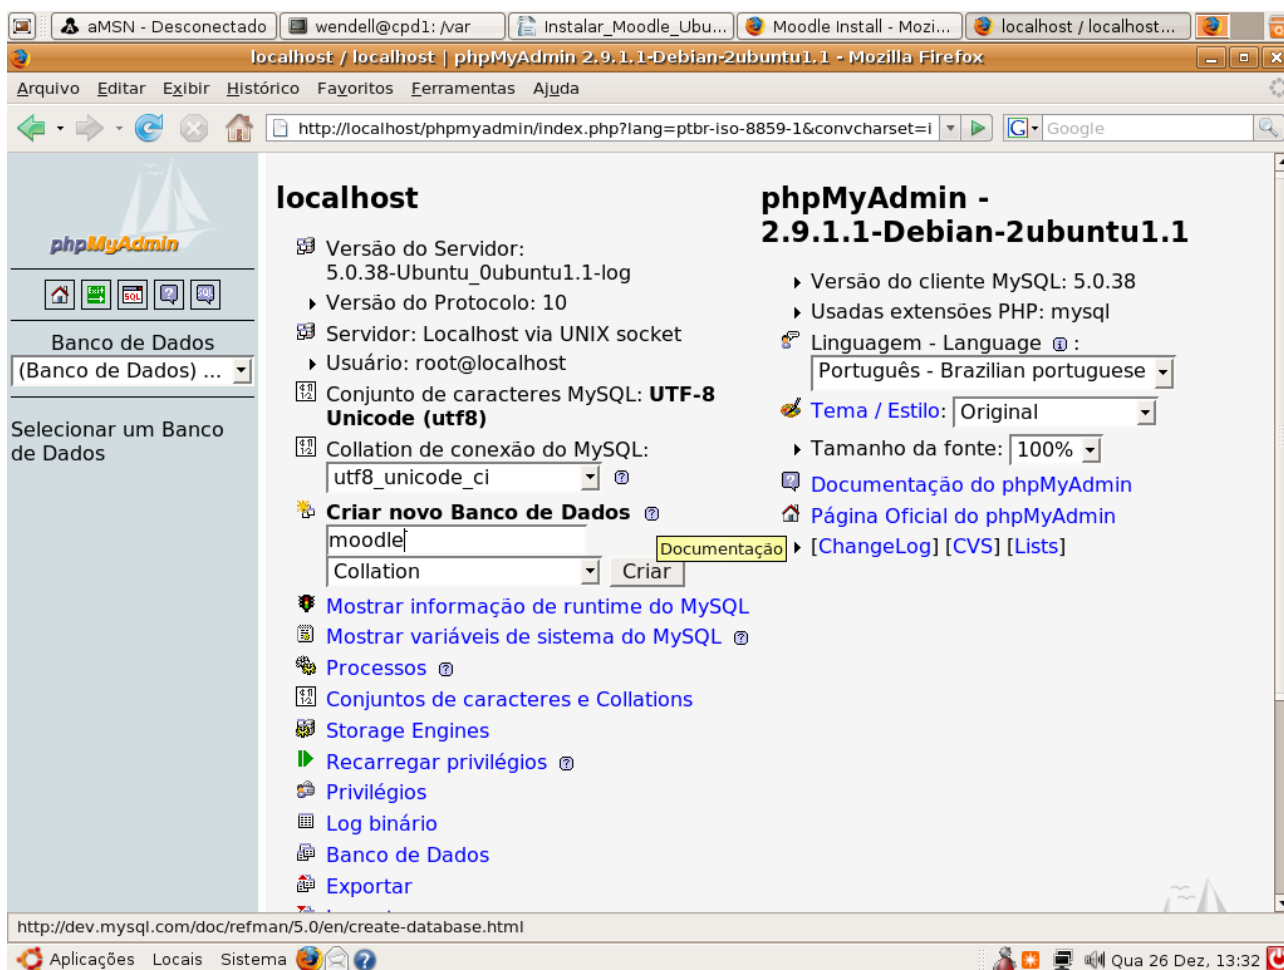 aMSN - Desconectado
wendell@cpd1: /var
Instalar_Moodle_Ubu...
Moodle Install - Mozi...
localhost / localhost...
localhost / localhost | phpMyAdmin 2.9.1.1-Debian-2ubuntu1.1 - Mozilla Firefox
Arquivo Editar Exibir Histórico Favoritos Ferramentas Ajuda
http://localhost/phpmyadmin/index.php?lang=ptbr-iso-8859-1&convcharset=i
G
Google
phpMyAdmin
Exit
SQL
SQL
Banco de Dados
(Banco de Dados) ...
Selecionar um Banco
de Dados
localhost
Versão do Servidor:
5.0.38-Ubuntu_0ubuntu1.1-log
Versão do Protocolo: 10
Servidor: Localhost via UNIX socket
Usuário: root@localhost
Conjunto de caracteres MySQL: UTF-8
Unicode (utf8)
Collation de conexão do MySQL:
utf8_unicode_ci
Criar novo Banco de Dados
moodle
Documentação
Collation
Criar
Mostrar informação de runtime do MySQL
Mostrar variáveis de sistema do MySQL
Processos
Conjuntos de caracteres e Collations
Storage Engines
Recarregar privilégios
Privilégios
Log binário
Banco de Dados
Exportar
phpMyAdmin -
2.9.1.1-Debian-2ubuntu1.1
Versão do cliente MySQL: 5.0.38
Usadas extensões PHP: mysql
Linguagem - Language :
Português - Brazilian portuguese
Tema / Estilo: Original
Tamanho da fonte: 100%
Documentação do phpMyAdmin
Página Oficial do phpMyAdmin
[ChangeLog] [CVS] [Lists]
http://dev.mysql.com/doc/refman/5.0/en/create-database.html
Aplicações Locais Sistema
Qua 26 Dez, 13:32